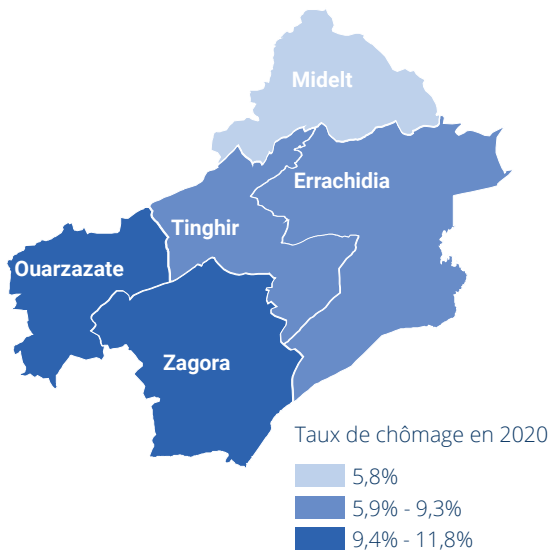 Midelt
Errachidia
Tinghir
Ouarzazate
Zagora
Taux de chômage en 2020
5,8%
5,9% - 9,3%
9,4% - 11,8%